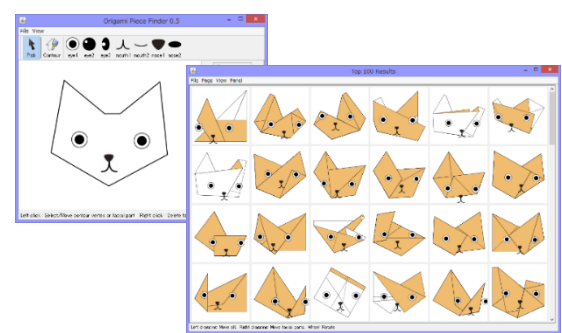 Origami Piece Finder 0.3
File View
Pick Contour eye1 eye2 eye3 mouth1 mouth2 nose1 nose2
Left click : Select/Move contour vertex or facial part Right click : Delete fa
Top 100 Results
File Page View Panel
Left dragging: Move all. Right dragging: Move facial parts. Wheel: Rotate